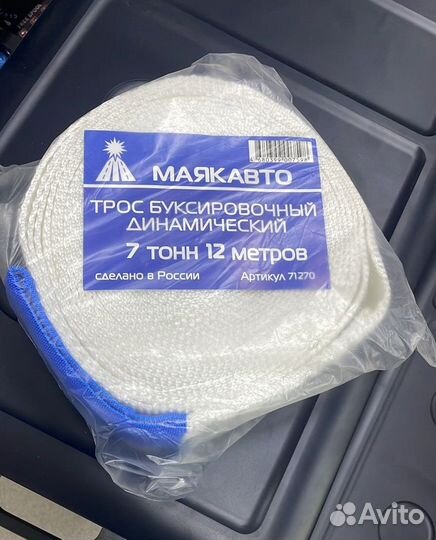 МАЯКАВТО
ТРОС БУКСИРОВОЧНЫЙ
ДИНАМИЧЕСКИЙ
7 тонн 12 метров
сделано в России Артикул 71270
Avito